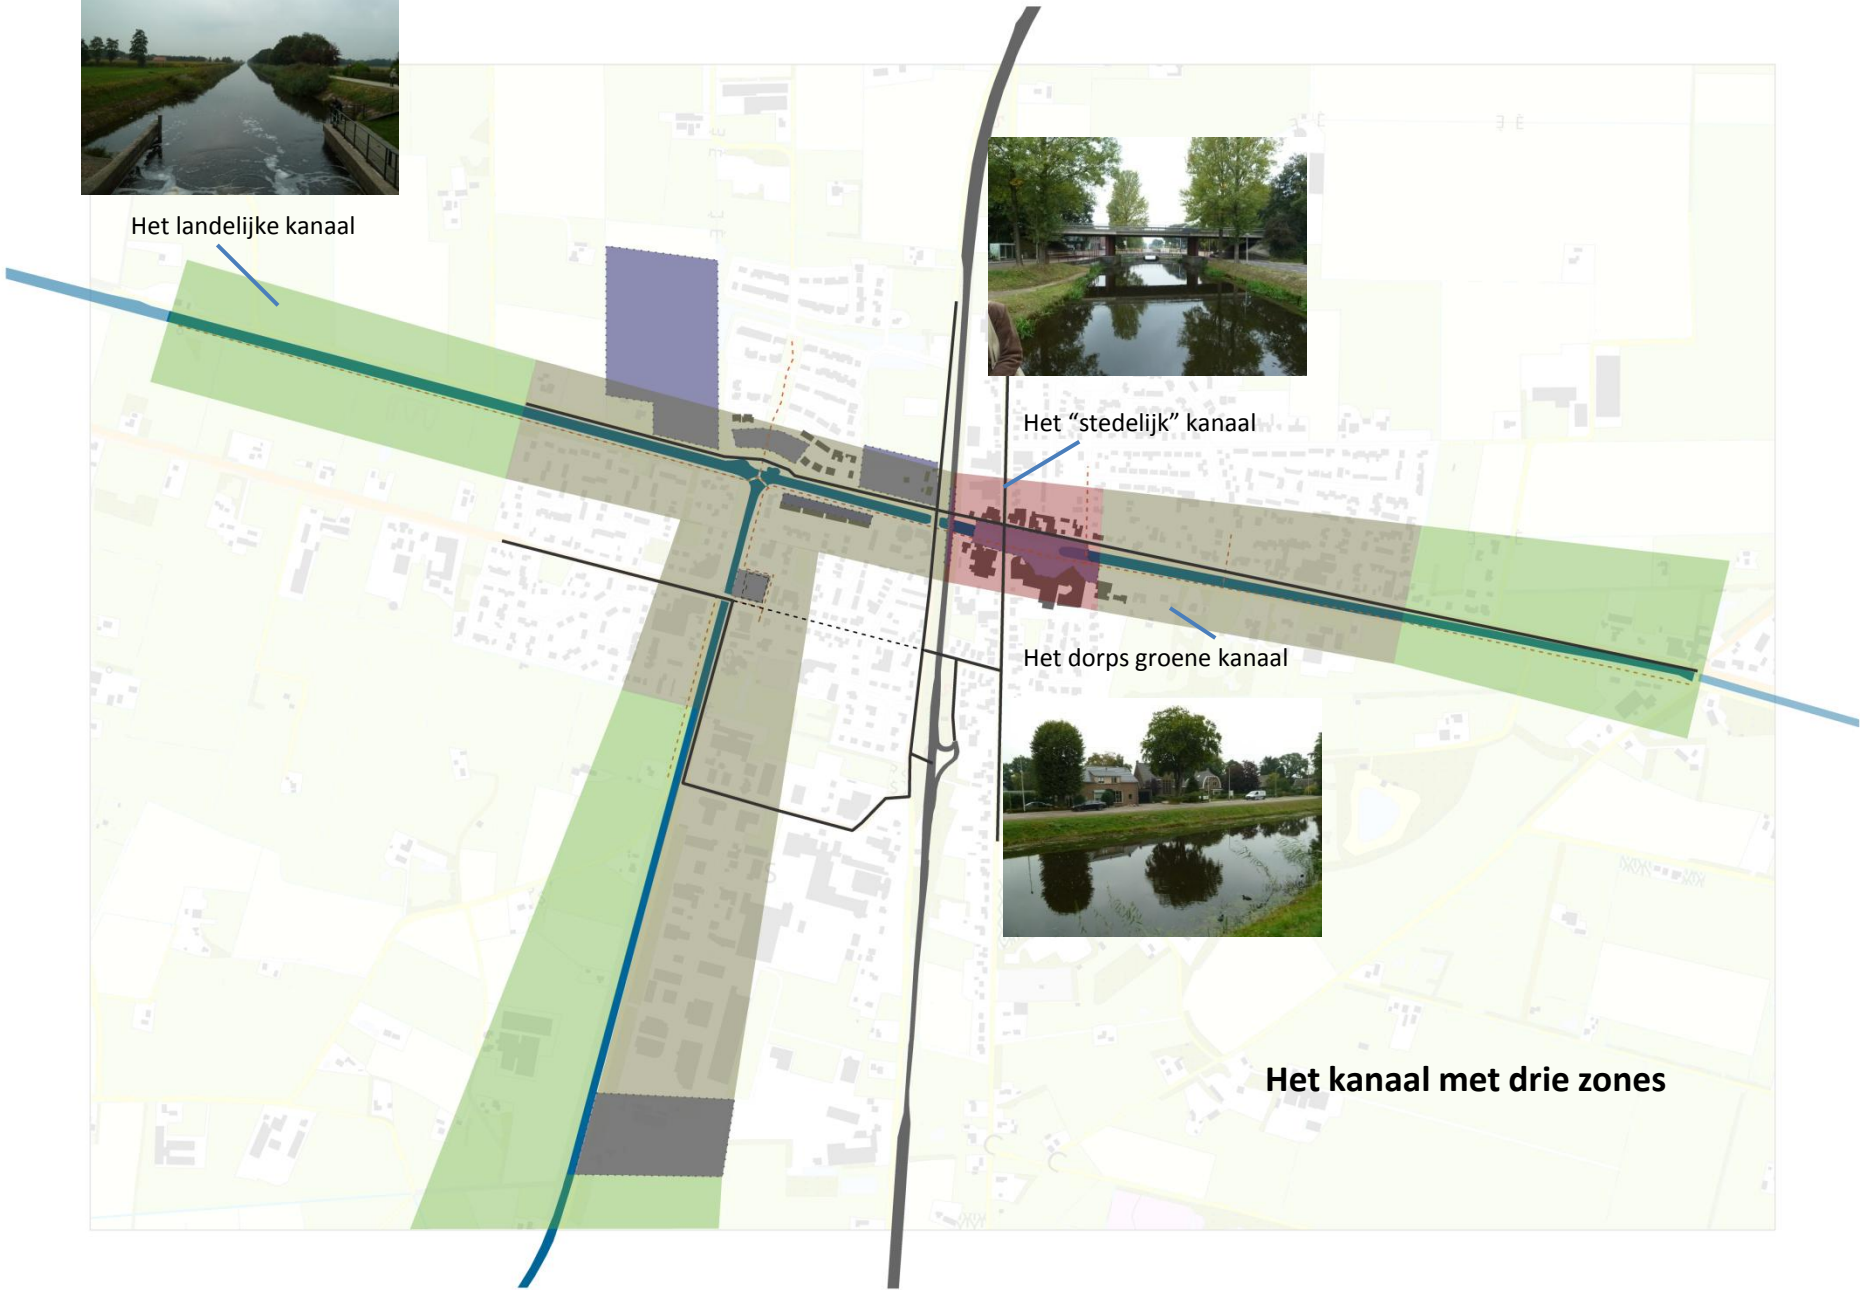 Het landelijke kanaal
Het “stedelijk” kanaal
Het dorps groene kanaal
Het kanaal met drie zones